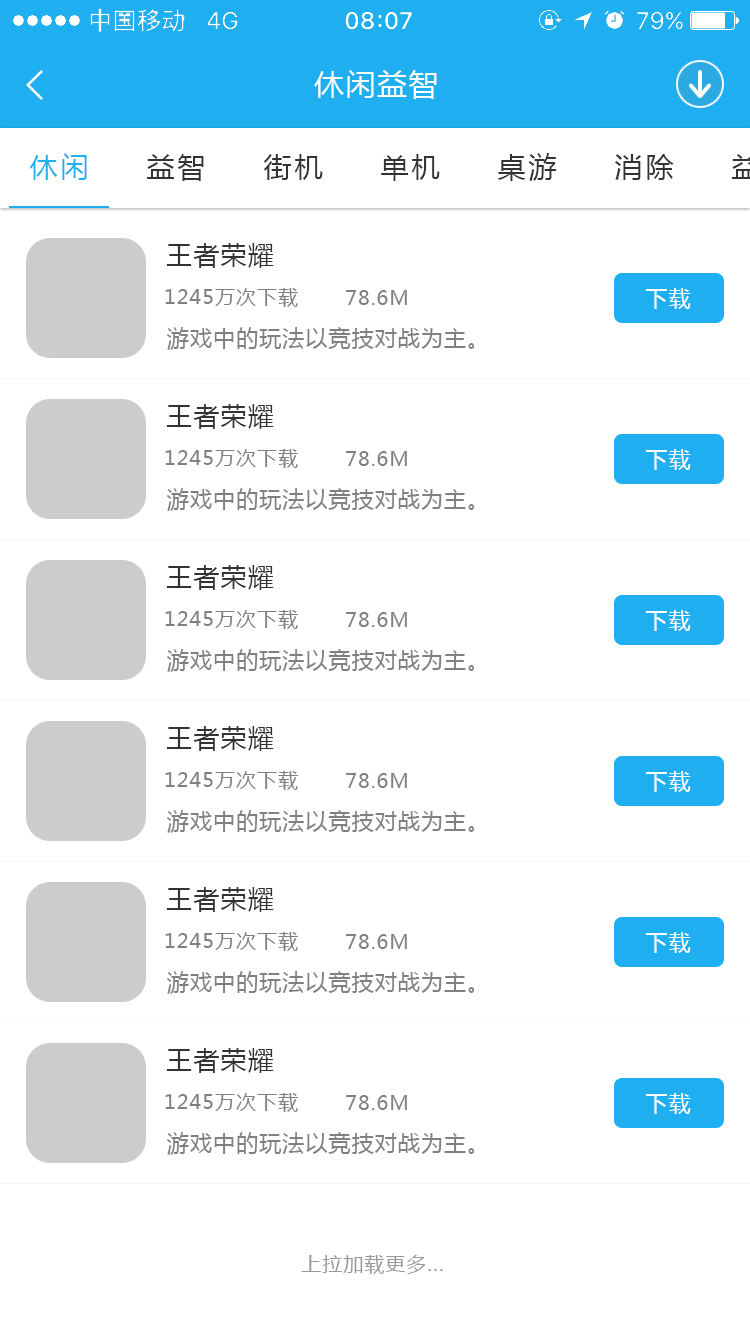 中国移动 4G 08:07 79%
休闲益智
休闲 益智 街机 单机 桌游 消除
王者荣耀
1245万次下载 78.6M
下载
游戏中的玩法以竞技对战为主。
王者荣耀
1245万次下载 78.6M
下载
游戏中的玩法以竞技对战为主。
王者荣耀
1245万次下载 78.6M
下载
游戏中的玩法以竞技对战为主。
王者荣耀
1245万次下载 78.6M
下载
游戏中的玩法以竞技对战为主。
王者荣耀
1245万次下载 78.6M
下载
游戏中的玩法以竞技对战为主。
王者荣耀
1245万次下载 78.6M
下载
游戏中的玩法以竞技对战为主。
上拉加载更多...